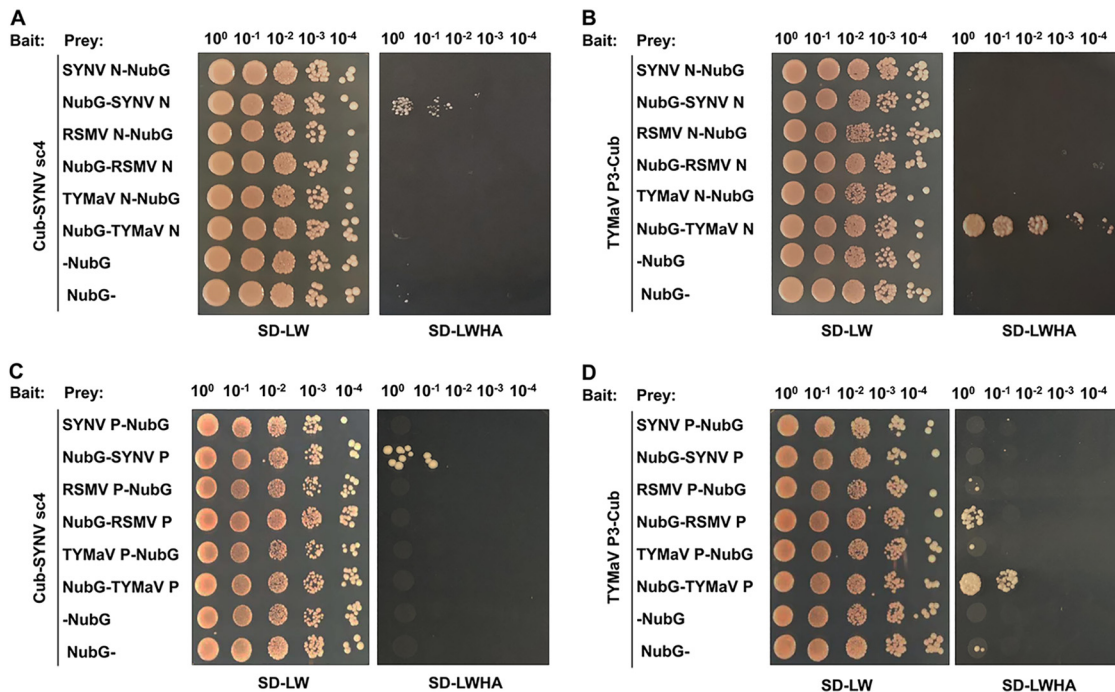 A
Bait: Prey: 10⁰ 10⁻¹ 10⁻² 10⁻³ 10⁻⁴ 10⁰ 10⁻¹ 10⁻² 10⁻³ 10⁻⁴
Cub-SYNV sc4
SYNV N-NubG
NubG-SYNV N
RSMV N-NubG
NubG-RSMV N
TYMaV N-NubG
NubG-TYMaV N
-NubG
NubG-
SD-LW SD-LWHA
B
Bait: Prey: 10⁰ 10⁻¹ 10⁻² 10⁻³ 10⁻⁴ 10⁰ 10⁻¹ 10⁻² 10⁻³ 10⁻⁴
TYMaV P3-Cub
SYNV N-NubG
NubG-SYNV N
RSMV N-NubG
NubG-RSMV N
TYMaV N-NubG
NubG-TYMaV N
-NubG
NubG-
SD-LW SD-LWHA
C
Bait: Prey: 10⁰ 10⁻¹ 10⁻² 10⁻³ 10⁻⁴ 10⁰ 10⁻¹ 10⁻² 10⁻³ 10⁻⁴
Cub-SYNV sc4
SYNV P-NubG
NubG-SYNV P
RSMV P-NubG
NubG-RSMV P
TYMaV P-NubG
NubG-TYMaV P
-NubG
NubG-
SD-LW SD-LWHA
D
Bait: Prey: 10⁰ 10⁻¹ 10⁻² 10⁻³ 10⁻⁴ 10⁰ 10⁻¹ 10⁻² 10⁻³ 10⁻⁴
TYMaV P3-Cub
SYNV P-NubG
NubG-SYNV P
RSMV P-NubG
NubG-RSMV P
TYMaV P-NubG
NubG-TYMaV P
-NubG
NubG-
SD-LW SD-LWHA